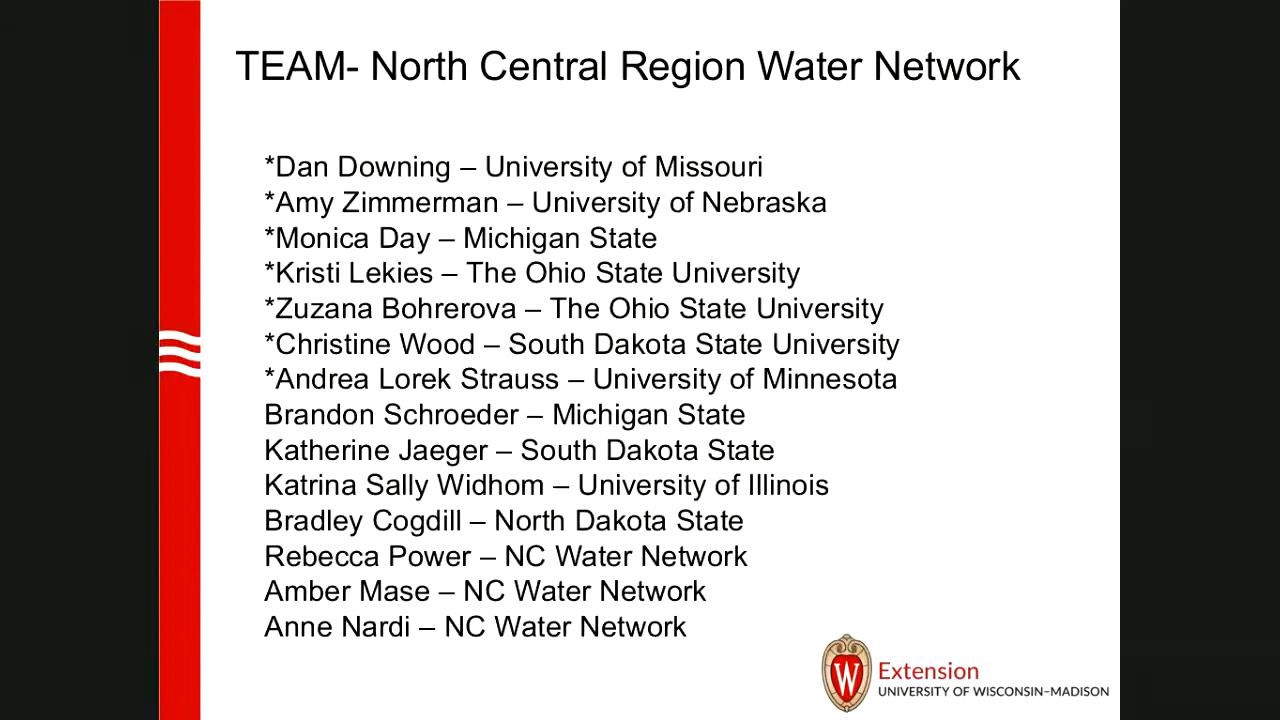 TEAM- North Central Region Water Network
*Dan Downing – University of Missouri
*Amy Zimmerman – University of Nebraska
*Monica Day – Michigan State
*Kristi Lekies – The Ohio State University
*Zuzana Bohrerova – The Ohio State University
*Christine Wood – South Dakota State University
*Andrea Lorek Strauss – University of Minnesota
Brandon Schroeder – Michigan State
Katherine Jaeger – South Dakota State
Katrina Sally Widhom – University of Illinois
Bradley Cogdill – North Dakota State
Rebecca Power – NC Water Network
Amber Mase – NC Water Network
Anne Nardi – NC Water Network
W
Extension
UNIVERSITY OF WISCONSIN–MADISON